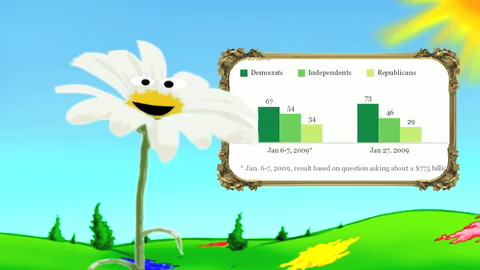 Democrats Independents Republicans
67 54 34 73 46 29
Jan 6-7, 2009* Jan 27, 2009
* Jan. 6-7, 2009, result based on question asking about a $775